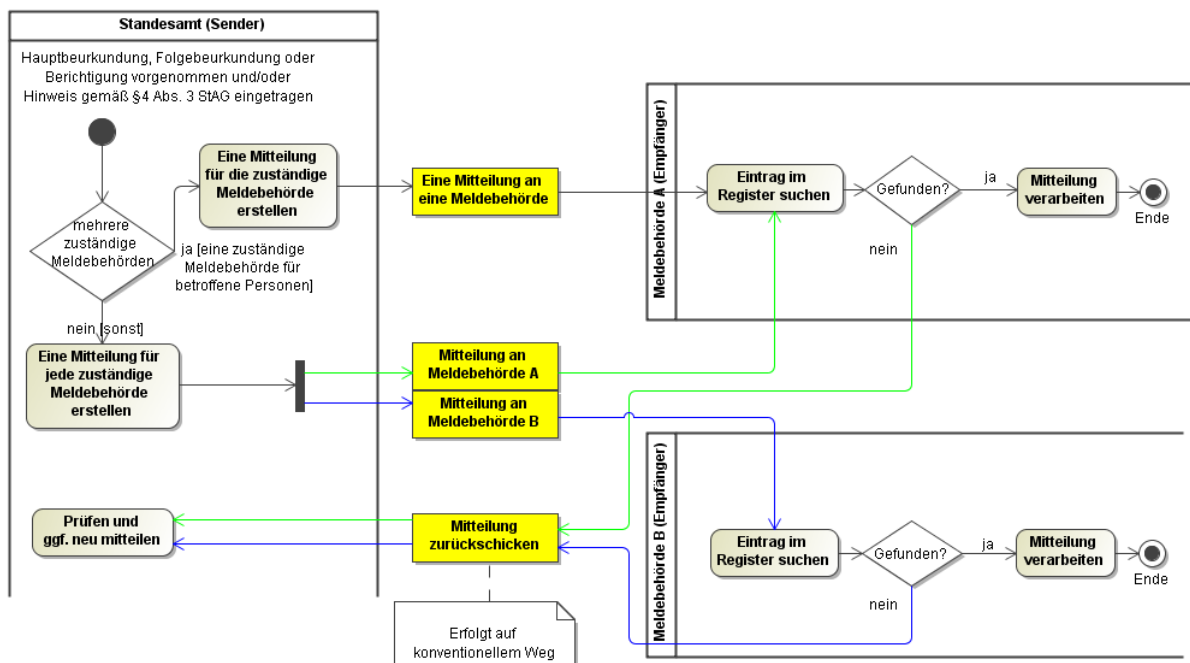 Standesamt (Sender)
Hauptbeurkundung, Folgebeurkundung oder
Berichtigung vorgenommen und/oder
Hinweis gemäß §4 Abs. 3 StAG eingetragen
mehrere
zuständige
Meldebehörden
Eine Mitteilung
für die zuständige
Meldebehörde
erstellen
ja [eine zuständige
Meldebehörde für
betroffene Personen]
nein [sonst]
Eine Mitteilung für
jede zuständige
Meldebehörde
erstellen
Prüfen und
ggf. neu mitteilen
Eine Mitteilung an
eine Meldebehörde
Mitteilung an
Meldebehörde A
Mitteilung an
Meldebehörde B
Mitteilung
zurückschicken
Erfolgt auf
konventionellem Weg
Meldebehörde A (Empfänger)
Eintrag im
Register suchen
Gefunden?
ja
nein
Mitteilung
verarbeiten
Ende
Meldebehörde B (Empfänger)
Eintrag im
Register suchen
Gefunden?
ja
nein
Mitteilung
verarbeiten
Ende